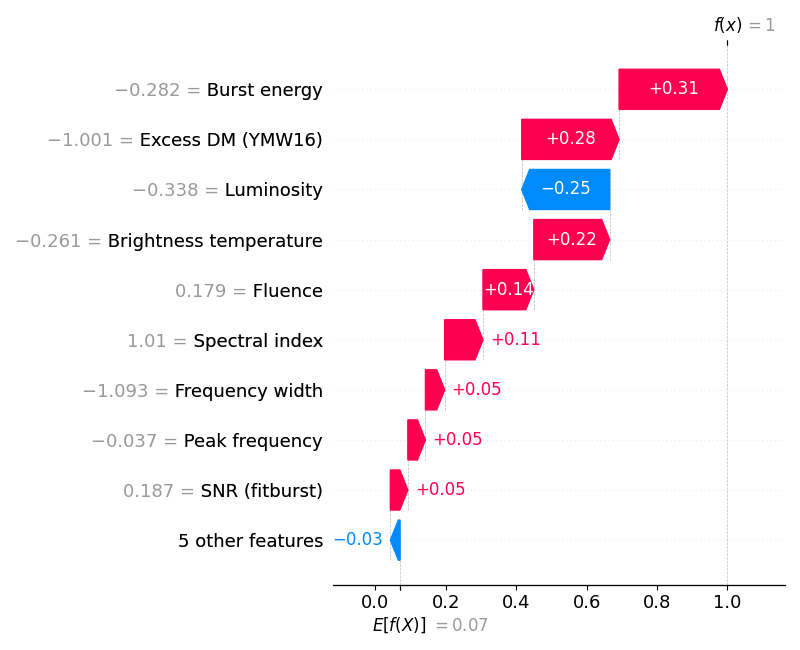 f(x) = 1
−0.282 = Burst energy +0.31
−1.001 = Excess DM (YMW16) +0.28
−0.338 = Luminosity −0.25
−0.261 = Brightness temperature +0.22
0.179 = Fluence +0.14
1.01 = Spectral index +0.11
−1.093 = Frequency width +0.05
−0.037 = Peak frequency +0.05
0.187 = SNR (fitburst) +0.05
5 other features −0.03
0.0 0.2 0.4 0.6 0.8 1.0
E[f(X)] = 0.07